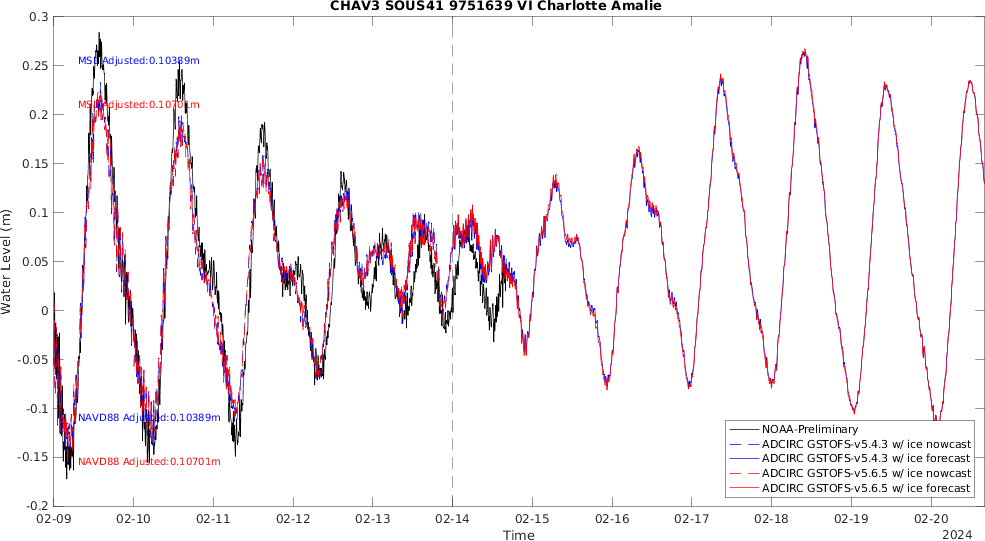 CHAV3 SOUS41 9751639 VI Charlotte Amalie
0.3
0.25
0.2
0.15
0.1
0.05
0
-0.05
-0.1
-0.15
-0.2
Water Level (m)
MSL Adjusted:0.10389m
MSL Adjusted:0.10701m
NAVD88 Adjusted:0.10389m
NAVD88 Adjusted:0.10701m
NOAA-Preliminary
ADCIRC GSTOFS-v5.4.3 w/ ice nowcast
ADCIRC GSTOFS-v5.4.3 w/ ice forecast
ADCIRC GSTOFS-v5.6.5 w/ ice nowcast
ADCIRC GSTOFS-v5.6.5 w/ ice forecast
02-09 02-10 02-11 02-12 02-13 02-14 02-15 02-16 02-17 02-18 02-19 02-20
Time
2024